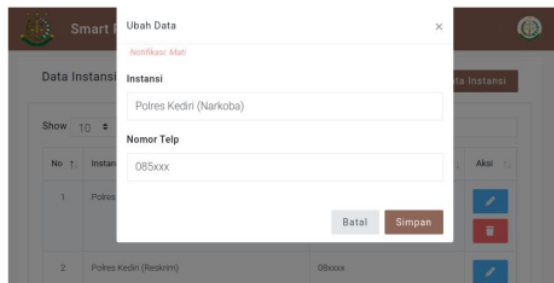 Smart
Ubah Data
×
Notifikasi Mati
Data Instansi
Data Instansi
Instansi
Polres Kediri (Narkoba)
Show 10
Nomor Telp
No Instan
Aksi
085xxx
1 Polres
Batal Simpan
2 Polres Kediri (Reskrim) 08xxxx